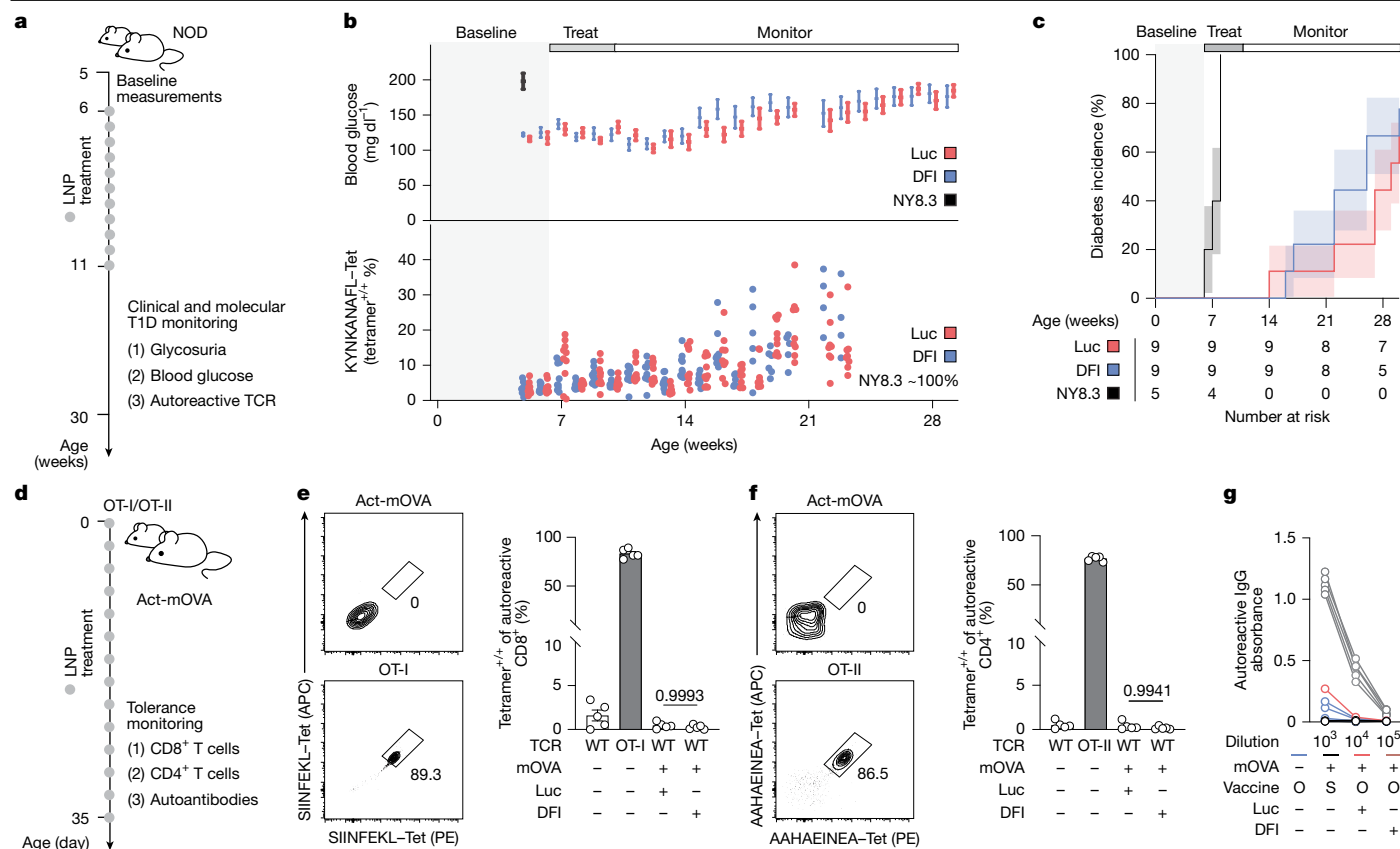 a
NOD
5
Baseline
measurements
6
LNP
treatment
11
Clinical and molecular
T1D monitoring
(1) Glycosuria
(2) Blood glucose
(3) Autoreactive TCR
30
Age
(weeks)
b
Baseline Treat Monitor
Blood glucose
(mg dl−1)
200
150
100
50
0
Luc
DFI
NY8.3
KYNKANAFL–Tet
(tetramer+/+ %)
40
30
20
10
0
Luc
DFI
NY8.3 ~100%
0 7 14 21 28
Age (weeks)
c
Baseline Treat Monitor
Diabetes incidence (%)
100
80
60
40
20
0
Age (weeks) 0 7 14 21 28
Luc 9 9 9 8 7
DFI 9 9 9 8 5
NY8.3 5 4 0 0 0
Number at risk
d
OT-I/OT-II
0
Act-mOVA
LNP
treatment
Tolerance
monitoring
(1) CD8+ T cells
(2) CD4+ T cells
(3) Autoantibodies
35
Age (day)
e
Act-mOVA
0
OT-I
89.3
SIINFEKL–Tet (APC)
SIINFEKL–Tet (PE)
Tetramer+/+ of autoreactive
CD8+ (%)
100
50
10
5
0
0.9993
TCR WT OT-I WT WT
mOVA – – + +
Luc – – + –
DFI – – – +
f
Act-mOVA
0
OT-II
86.5
AAHAEINEA–Tet (APC)
AAHAEINEA–Tet (PE)
Tetramer+/+ of autoreactive
CD4+ (%)
100
50
10
5
0
0.9941
TCR WT OT-II WT WT
mOVA – – + +
Luc – – + –
DFI – – – +
g
Autoreactive IgG
absorbance
1.5
1.0
0.5
0
Dilution 103 104 105
mOVA – + + +
Vaccine O S O O
Luc – – + –
DFI – – – +